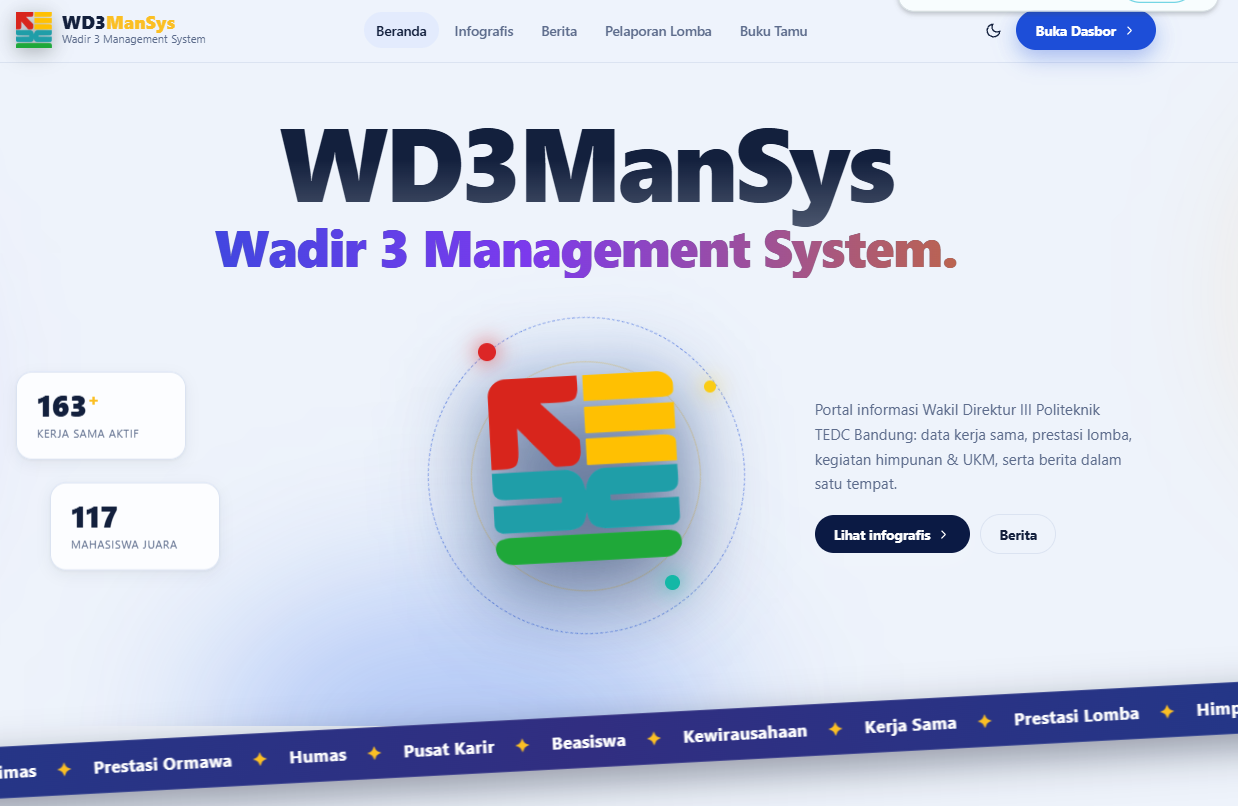 WD3ManSys
Wadir 3 Management System
Beranda
Infografis
Berita
Pelaporan Lomba
Buku Tamu
Buka Dasbor
WD3ManSys
Wadir 3 Management System.
163+
KERJA SAMA AKTIF
117
MAHASISWA JUARA
Portal informasi Wakil Direktur III Politeknik
TEDC Bandung: data kerja sama, prestasi lomba,
kegiatan himpunan & UKM, serta berita dalam
satu tempat.
Lihat infografis
Berita
Prestasi Ormawa ✦ Humas ✦ Pusat Karir ✦ Beasiswa ✦ Kewirausahaan ✦ Kerja Sama ✦ Prestasi Lomba ✦